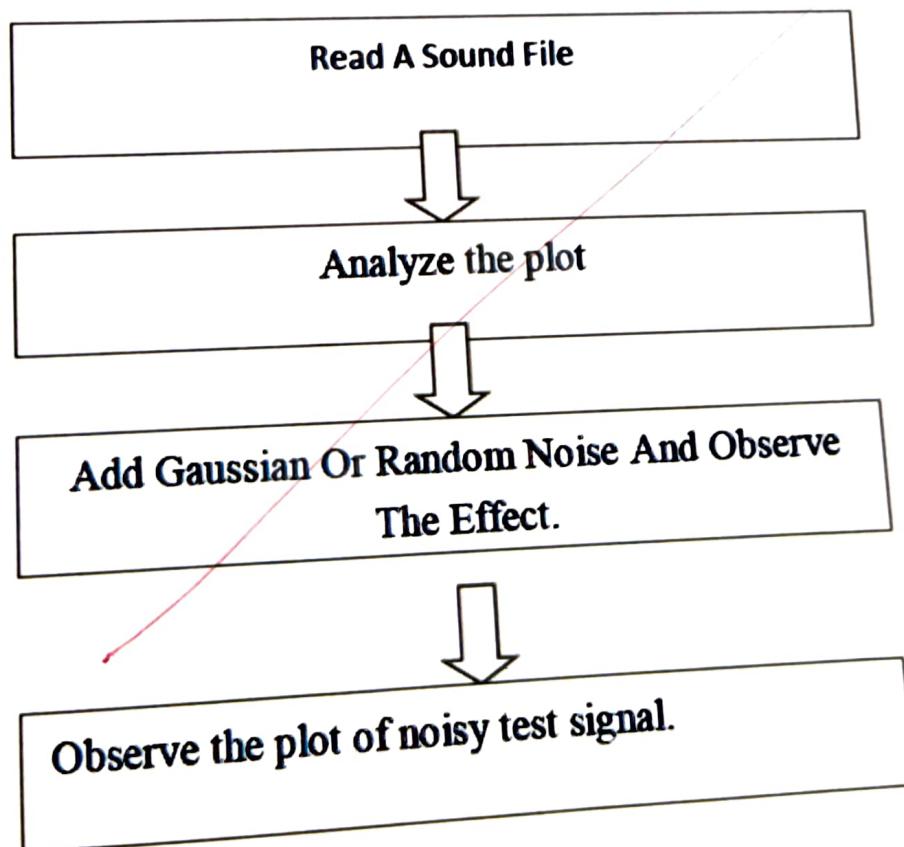 Read A Sound File
Analyze the plot
Add Gaussian Or Random Noise And Observe
The Effect.
Observe the plot of noisy test signal.